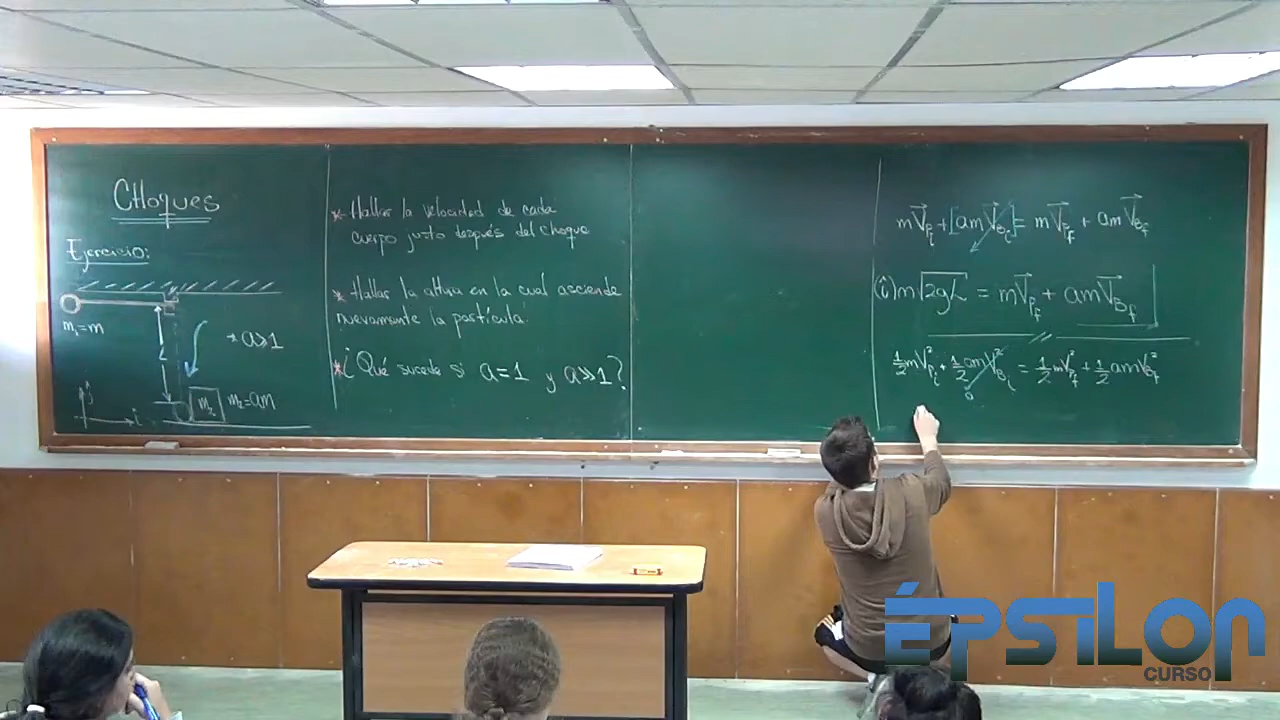 CHoques
Ejercicio:
m₁=m
L
*a≫1
j
i
m₂
m₂=am
* Hallar la velocidad de cada
cuerpo justo después del choque
* Hallar la altura en la cual asciende
nuevamente la partícula
*¿Qué sucede si a=1 y a≫1?
mV⃗Pᵢ + [amV⃗Bᵢ] = mV⃗Pf + amV⃗Bf
(î) m√2gL = mV⃗Pf + amV⃗Bf
½mV²Pᵢ + ½amV²Bᵢ = ½mV²Pf + ½amV²Bf
0
ÉPSILON
CURSO